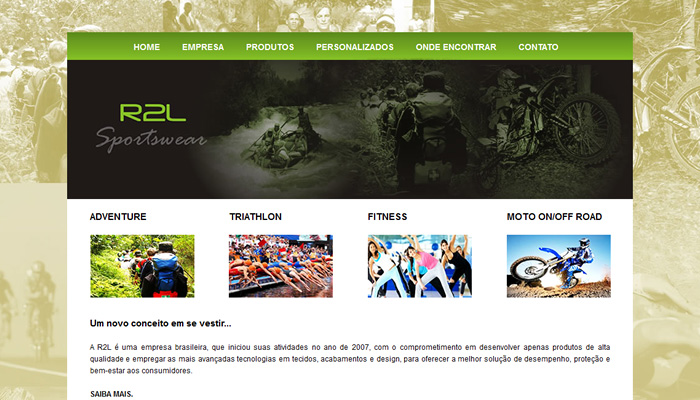 HOME EMPRESA PRODUTOS PERSONALIZADOS ONDE ENCONTRAR CONTATO
R2L
Sportswear
ADVENTURE TRIATHLON FITNESS MOTO ON/OFF ROAD
Um novo conceito em se vestir...
A R2L é uma empresa brasileira, que iniciou suas atividades no ano de 2007, com o comprometimento em desenvolver apenas produtos de alta
qualidade e empregar as mais avançadas tecnologias em tecidos, acabamentos e design, para oferecer a melhor solução de desempenho, proteção e
bem-estar aos consumidores.
SAIBA MAIS.